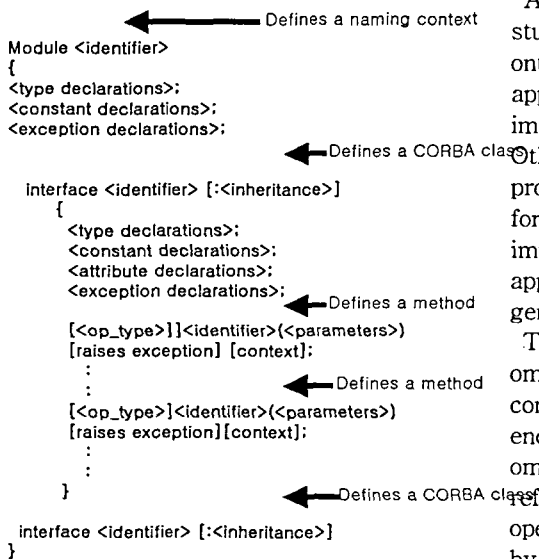 Defines a naming context
Module <identifier>
{
<type declarations>;
<constant declarations>;
<exception declarations>;
Defines a CORBA class
interface <identifier> [:<inheritance>]
{
<type declarations>;
<constant declarations>;
<attribute declarations>;
<exception declarations>;
Defines a method
[<op_type>]]<identifier>(<parameters>)
[raises exception] [context];
:
:
Defines a method
[<op_type>]<identifier>(<parameters>)
[raises exception][context];
:
:
}
Defines a CORBA class
interface <identifier> [:<inheritance>]
}